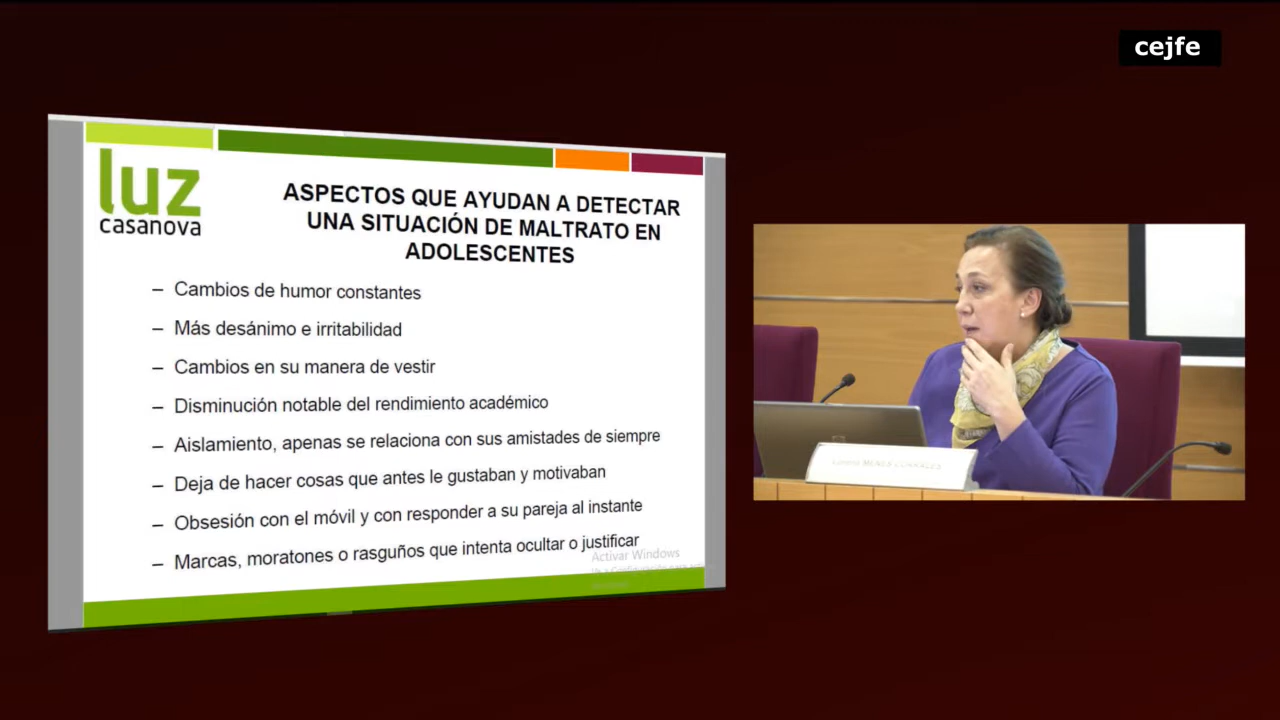 cejfe
luz
casanova
ASPECTOS QUE AYUDAN A DETECTAR
UNA SITUACIÓN DE MALTRATO EN
ADOLESCENTES
– Cambios de humor constantes
– Más desánimo e irritabilidad
– Cambios en su manera de vestir
– Disminución notable del rendimiento académico
– Aislamiento, apenas se relaciona con sus amistades de siempre
– Deja de hacer cosas que antes le gustaban y motivaban
– Obsesión con el móvil y con responder a su pareja al instante
– Marcas, moratones o rasguños que intenta ocultar o justificar
Activar Windows
MENES CORRALES